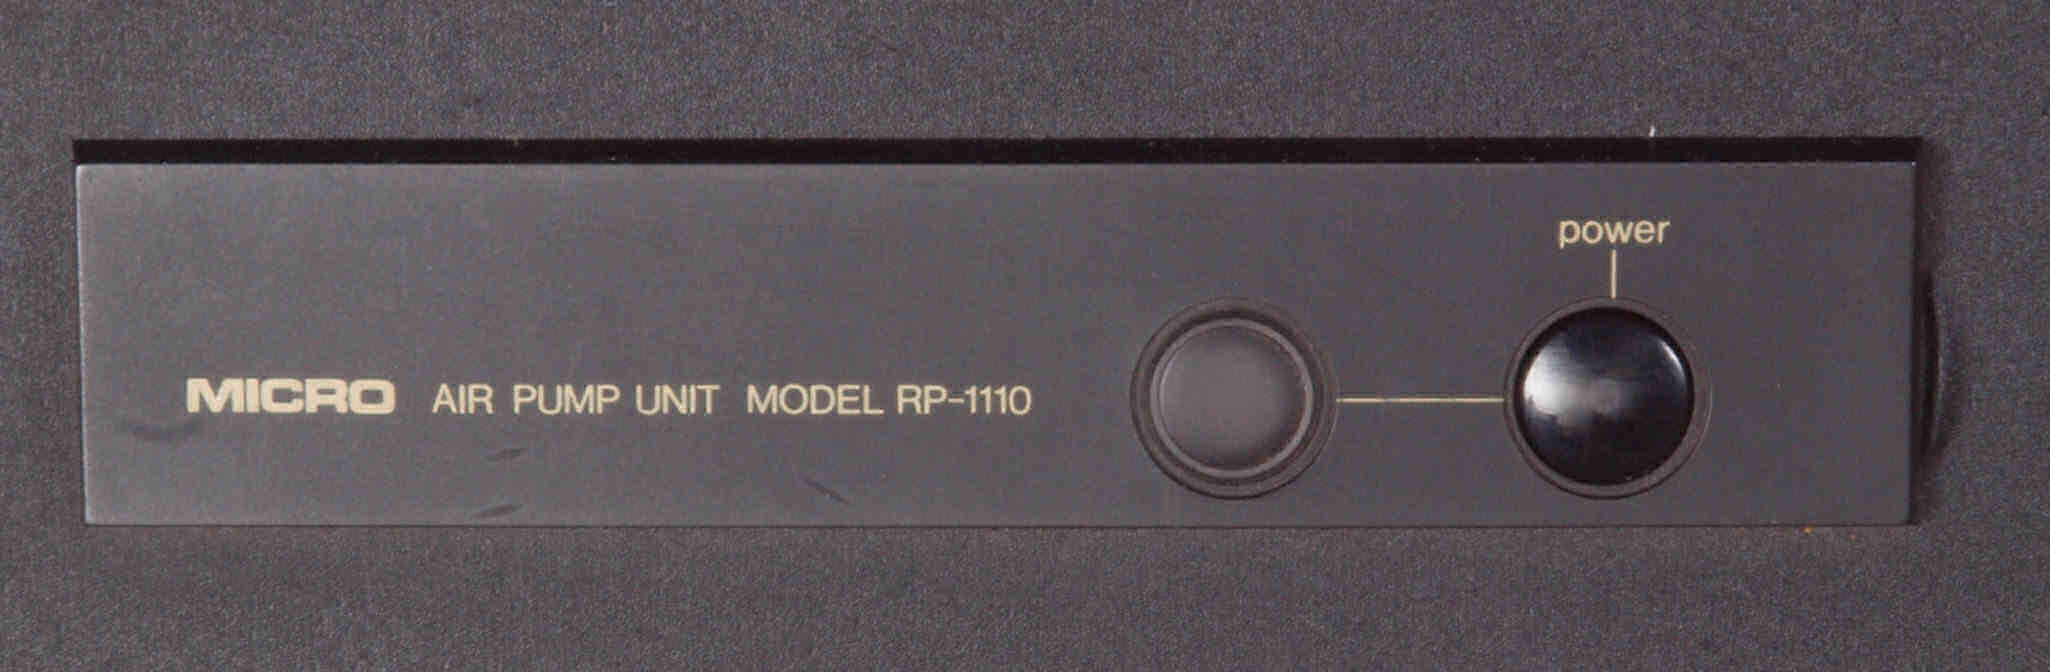 power
MICRO AIR PUMP UNIT MODEL RP-1110